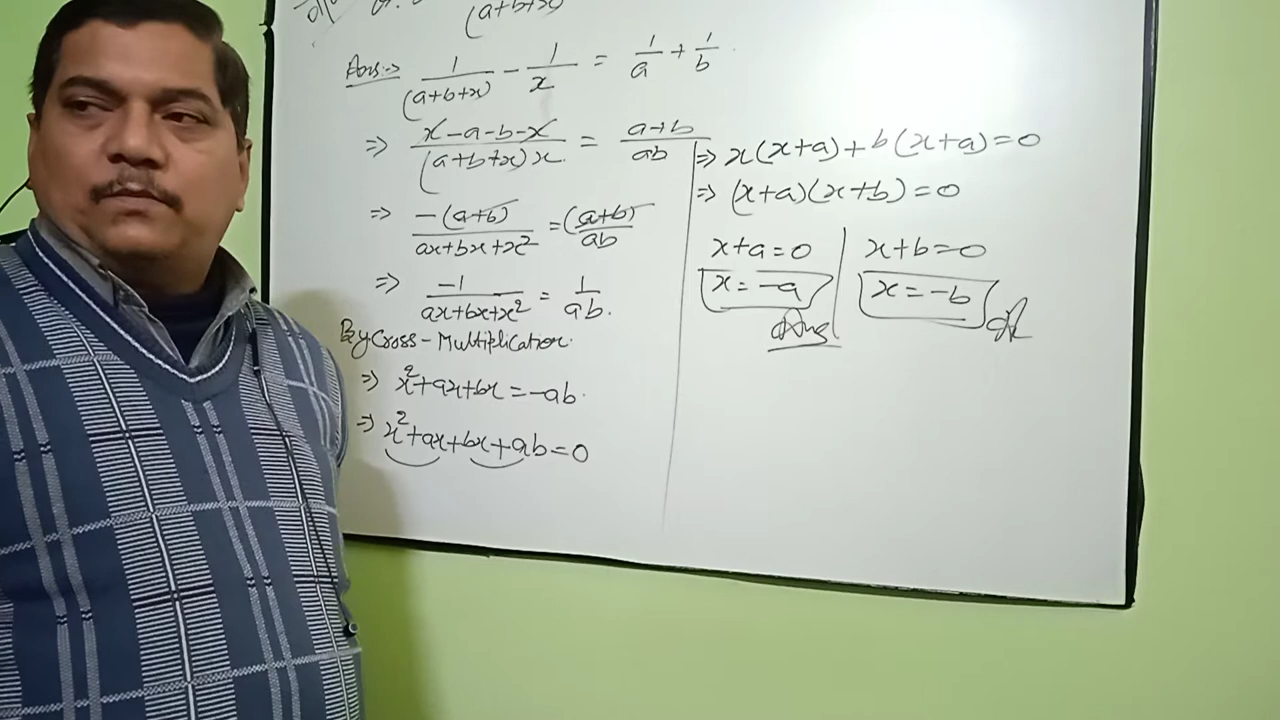 (a+b+x)
Ans:→ 1/(a+b+x) - 1/x = 1/a + 1/b
⇒ x-a-b-x/(a+b+x)x = a+b/ab
⇒ -(a+b)/ax+bx+x² = (a+b)/ab
⇒ -1/ax+bx+x² = 1/ab.
By Cross-Multiplication.
⇒ x²+ax+bx = -ab.
⇒ x²+ax+bx+ab=0
⇒ x(x+a)+b(x+a)=0
⇒ (x+a)(x+b)=0
x+a=0
x=-a
Ans
x+b=0
x=-b